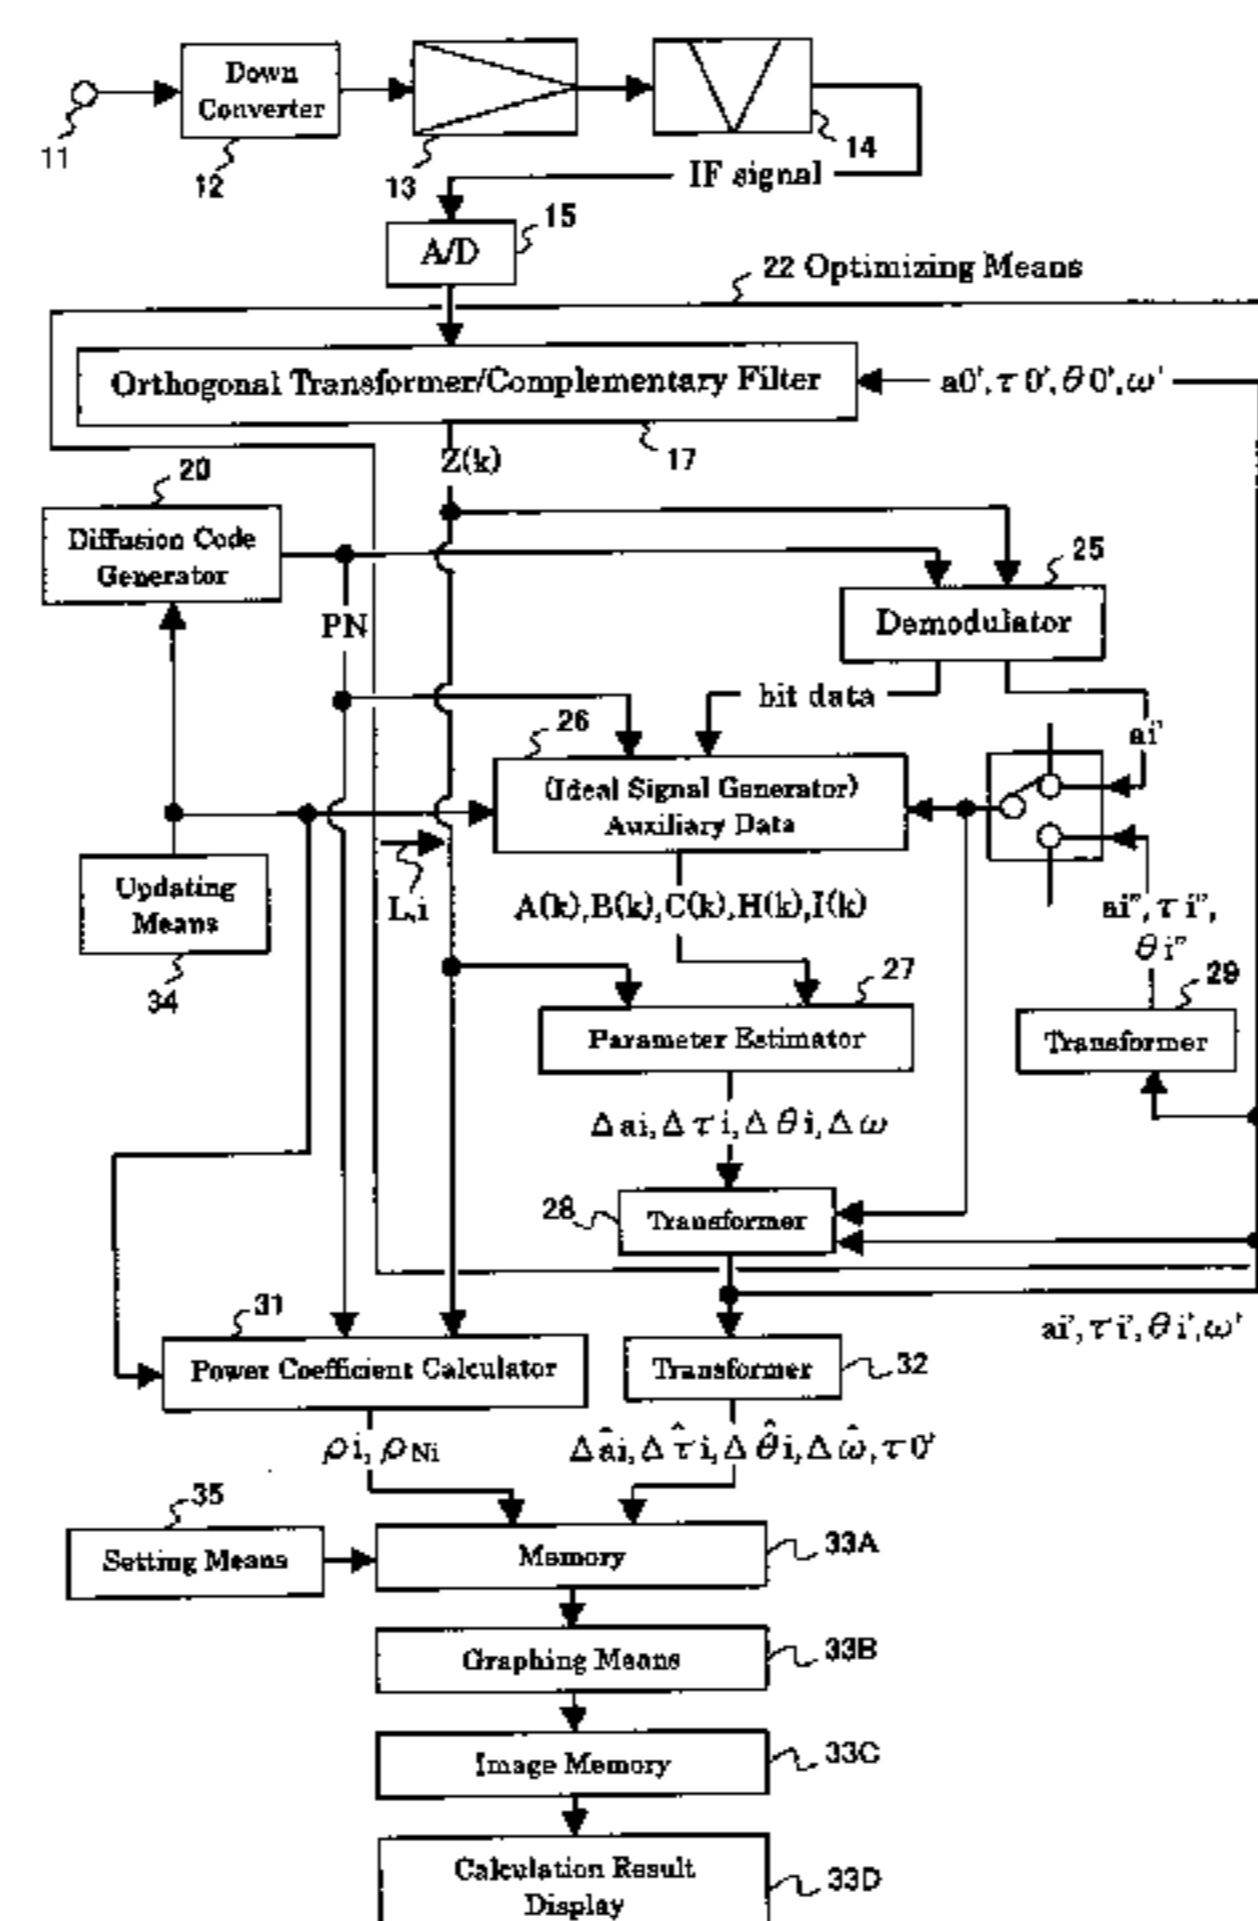 Down
Converter
11
12
13
14
IF signal
15
A/D
22 Optimizing Means
Orthogonal Transformer/Complementary Filter
a0',τ0',θ0',ω'
17
Z(k)
20
Diffusion Code
Generator
25
Demodulator
PN
bit data
26
ai'
(Ideal Signal Generator)
Auxiliary Data
Updating
Means
34
L,i
A(k),B(k),C(k),H(k),I(k)
ai'',τi'',
θi''
27
29
Parameter Estimator
Transformer
Δai,Δτi,Δθi,Δω
28
Transformer
31
ai',τi',θi',ω'
Power Coefficient Calculator
Transformer
32
ρi, ρNi
Δâi,Δτ̂i,Δθ̂i,Δω̂,τ0'
35
Setting Means
Memory
33A
Graphing Means
33B
Image Memory
33C
Calculation Result
Display
33D